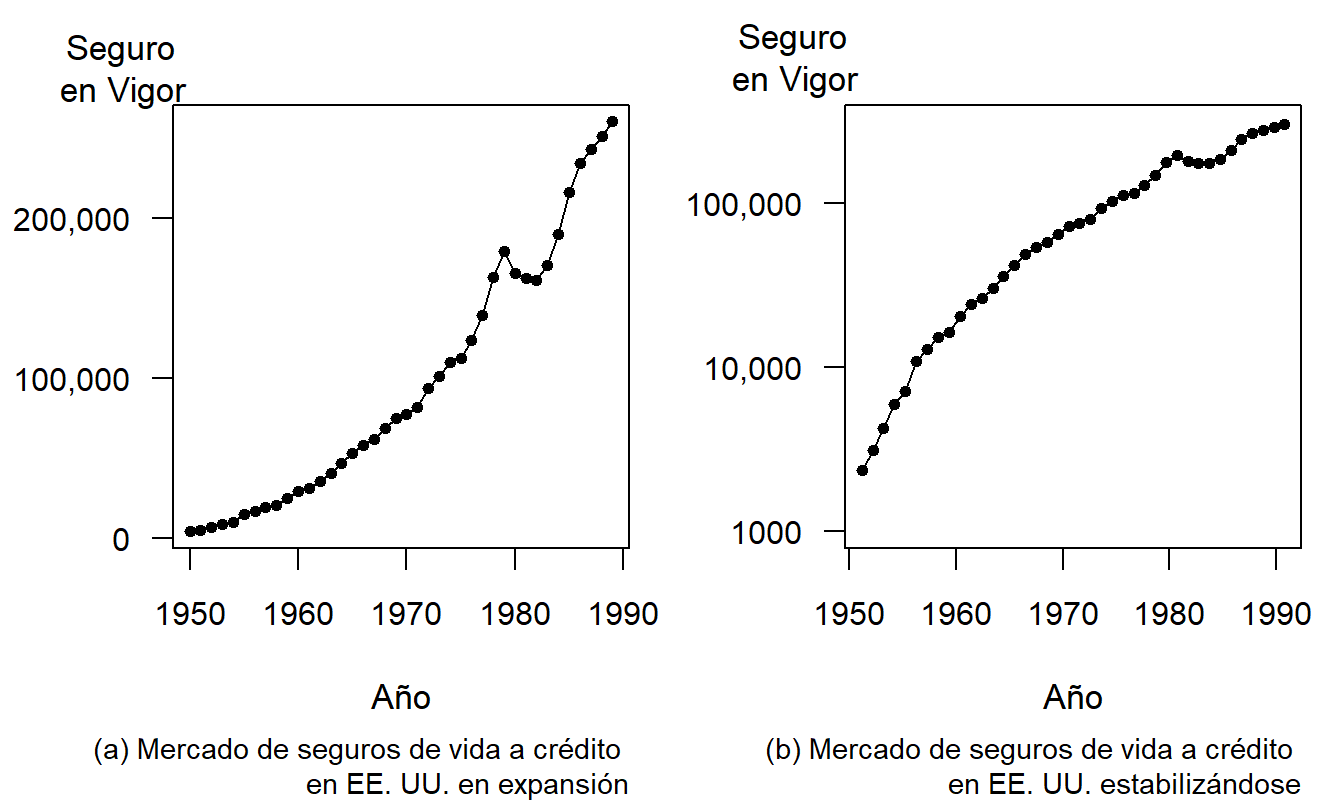 Seguro
en Vigor
200,000
100,000
0
1950 1960 1970 1980 1990
Año
(a) Mercado de seguros de vida a crédito
en EE. UU. en expansión
Seguro
en Vigor
100,000
10,000
1000
1950 1960 1970 1980 1990
Año
(b) Mercado de seguros de vida a crédito
en EE. UU. estabilizándose